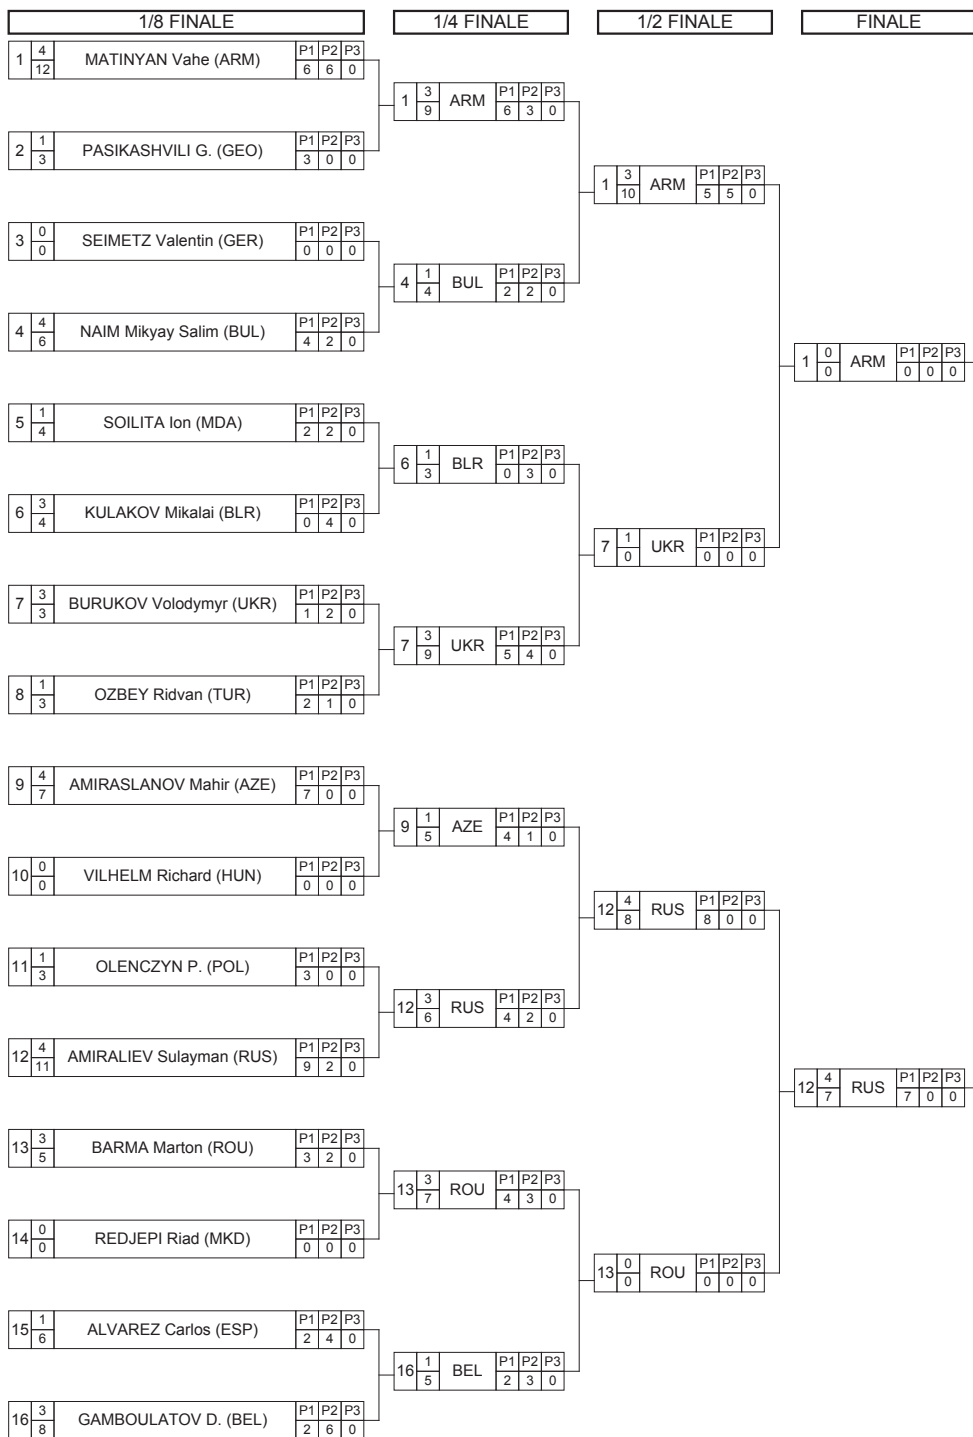 1/8 FINALE 1/4 FINALE 1/2 FINALE FINALE
1 4 12 MATINYAN Vahe (ARM) P1 P2 P3 6 6 0
1 3 9 ARM P1 P2 P3 6 3 0
2 1 3 PASIKASHVILI G. (GEO) P1 P2 P3 3 0 0
1 3 10 ARM P1 P2 P3 5 5 0
3 0 0 SEIMETZ Valentin (GER) P1 P2 P3 0 0 0
4 1 4 BUL P1 P2 P3 2 2 0
4 4 6 NAIM Mikyay Salim (BUL) P1 P2 P3 4 2 0
1 0 0 ARM P1 P2 P3 0 0 0
5 1 4 SOILITA Ion (MDA) P1 P2 P3 2 2 0
6 1 3 BLR P1 P2 P3 0 3 0
6 3 4 KULAKOV Mikalai (BLR) P1 P2 P3 0 4 0
7 1 0 UKR P1 P2 P3 0 0 0
7 3 3 BURUKOV Volodymyr (UKR) P1 P2 P3 1 2 0
7 3 9 UKR P1 P2 P3 5 4 0
8 1 3 OZBEY Ridvan (TUR) P1 P2 P3 2 1 0
9 4 7 AMIRASLANOV Mahir (AZE) P1 P2 P3 7 0 0
9 1 5 AZE P1 P2 P3 4 1 0
10 0 0 VILHELM Richard (HUN) P1 P2 P3 0 0 0
12 4 8 RUS P1 P2 P3 8 0 0
11 1 3 OLENCZYN P. (POL) P1 P2 P3 3 0 0
12 3 6 RUS P1 P2 P3 4 2 0
12 4 11 AMIRALIEV Sulayman (RUS) P1 P2 P3 9 2 0
12 4 7 RUS P1 P2 P3 7 0 0
13 3 5 BARMA Marton (ROU) P1 P2 P3 3 2 0
13 3 7 ROU P1 P2 P3 4 3 0
14 0 0 REDJEPI Riad (MKD) P1 P2 P3 0 0 0
13 0 0 ROU P1 P2 P3 0 0 0
15 1 6 ALVAREZ Carlos (ESP) P1 P2 P3 2 4 0
16 1 5 BEL P1 P2 P3 2 3 0
16 3 8 GAMBOULATOV D. (BEL) P1 P2 P3 2 6 0